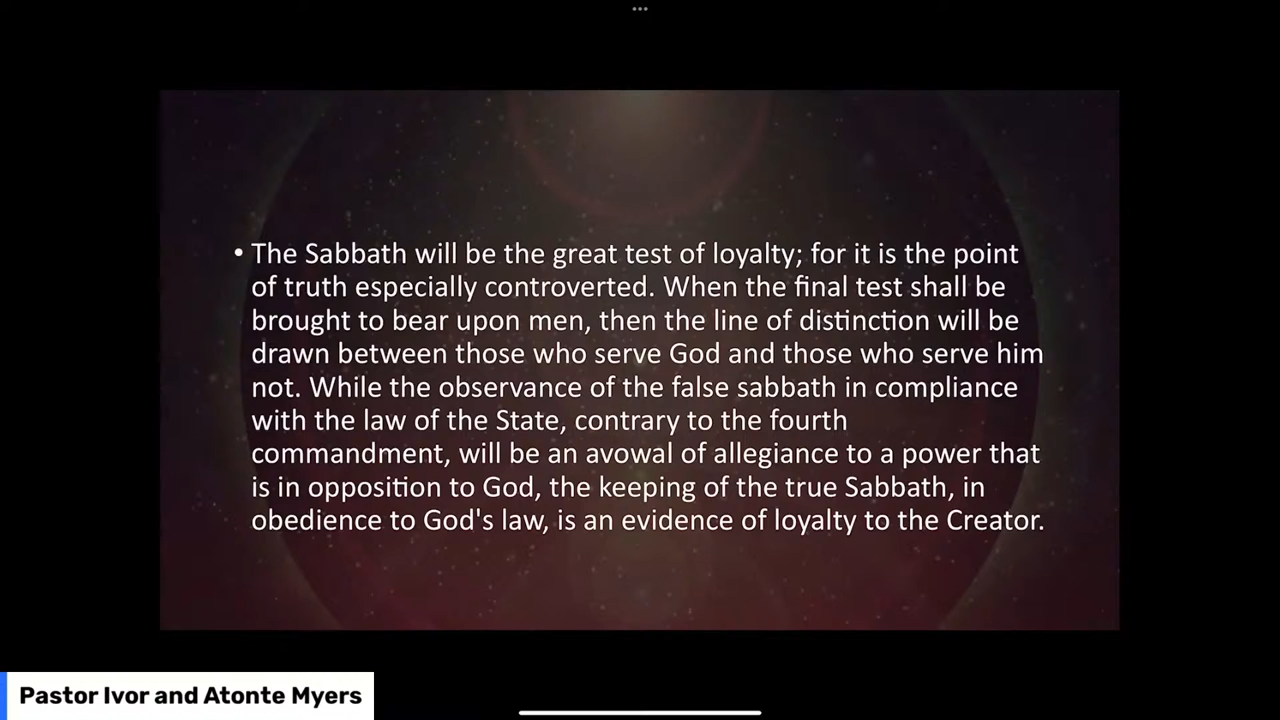 • The Sabbath will be the great test of loyalty; for it is the point
of truth especially controverted. When the final test shall be
brought to bear upon men, then the line of distinction will be
drawn between those who serve God and those who serve him
not. While the observance of the false sabbath in compliance
with the law of the State, contrary to the fourth
commandment, will be an avowal of allegiance to a power that
is in opposition to God, the keeping of the true Sabbath, in
obedience to God's law, is an evidence of loyalty to the Creator.
Pastor Ivor and Atonte Myers